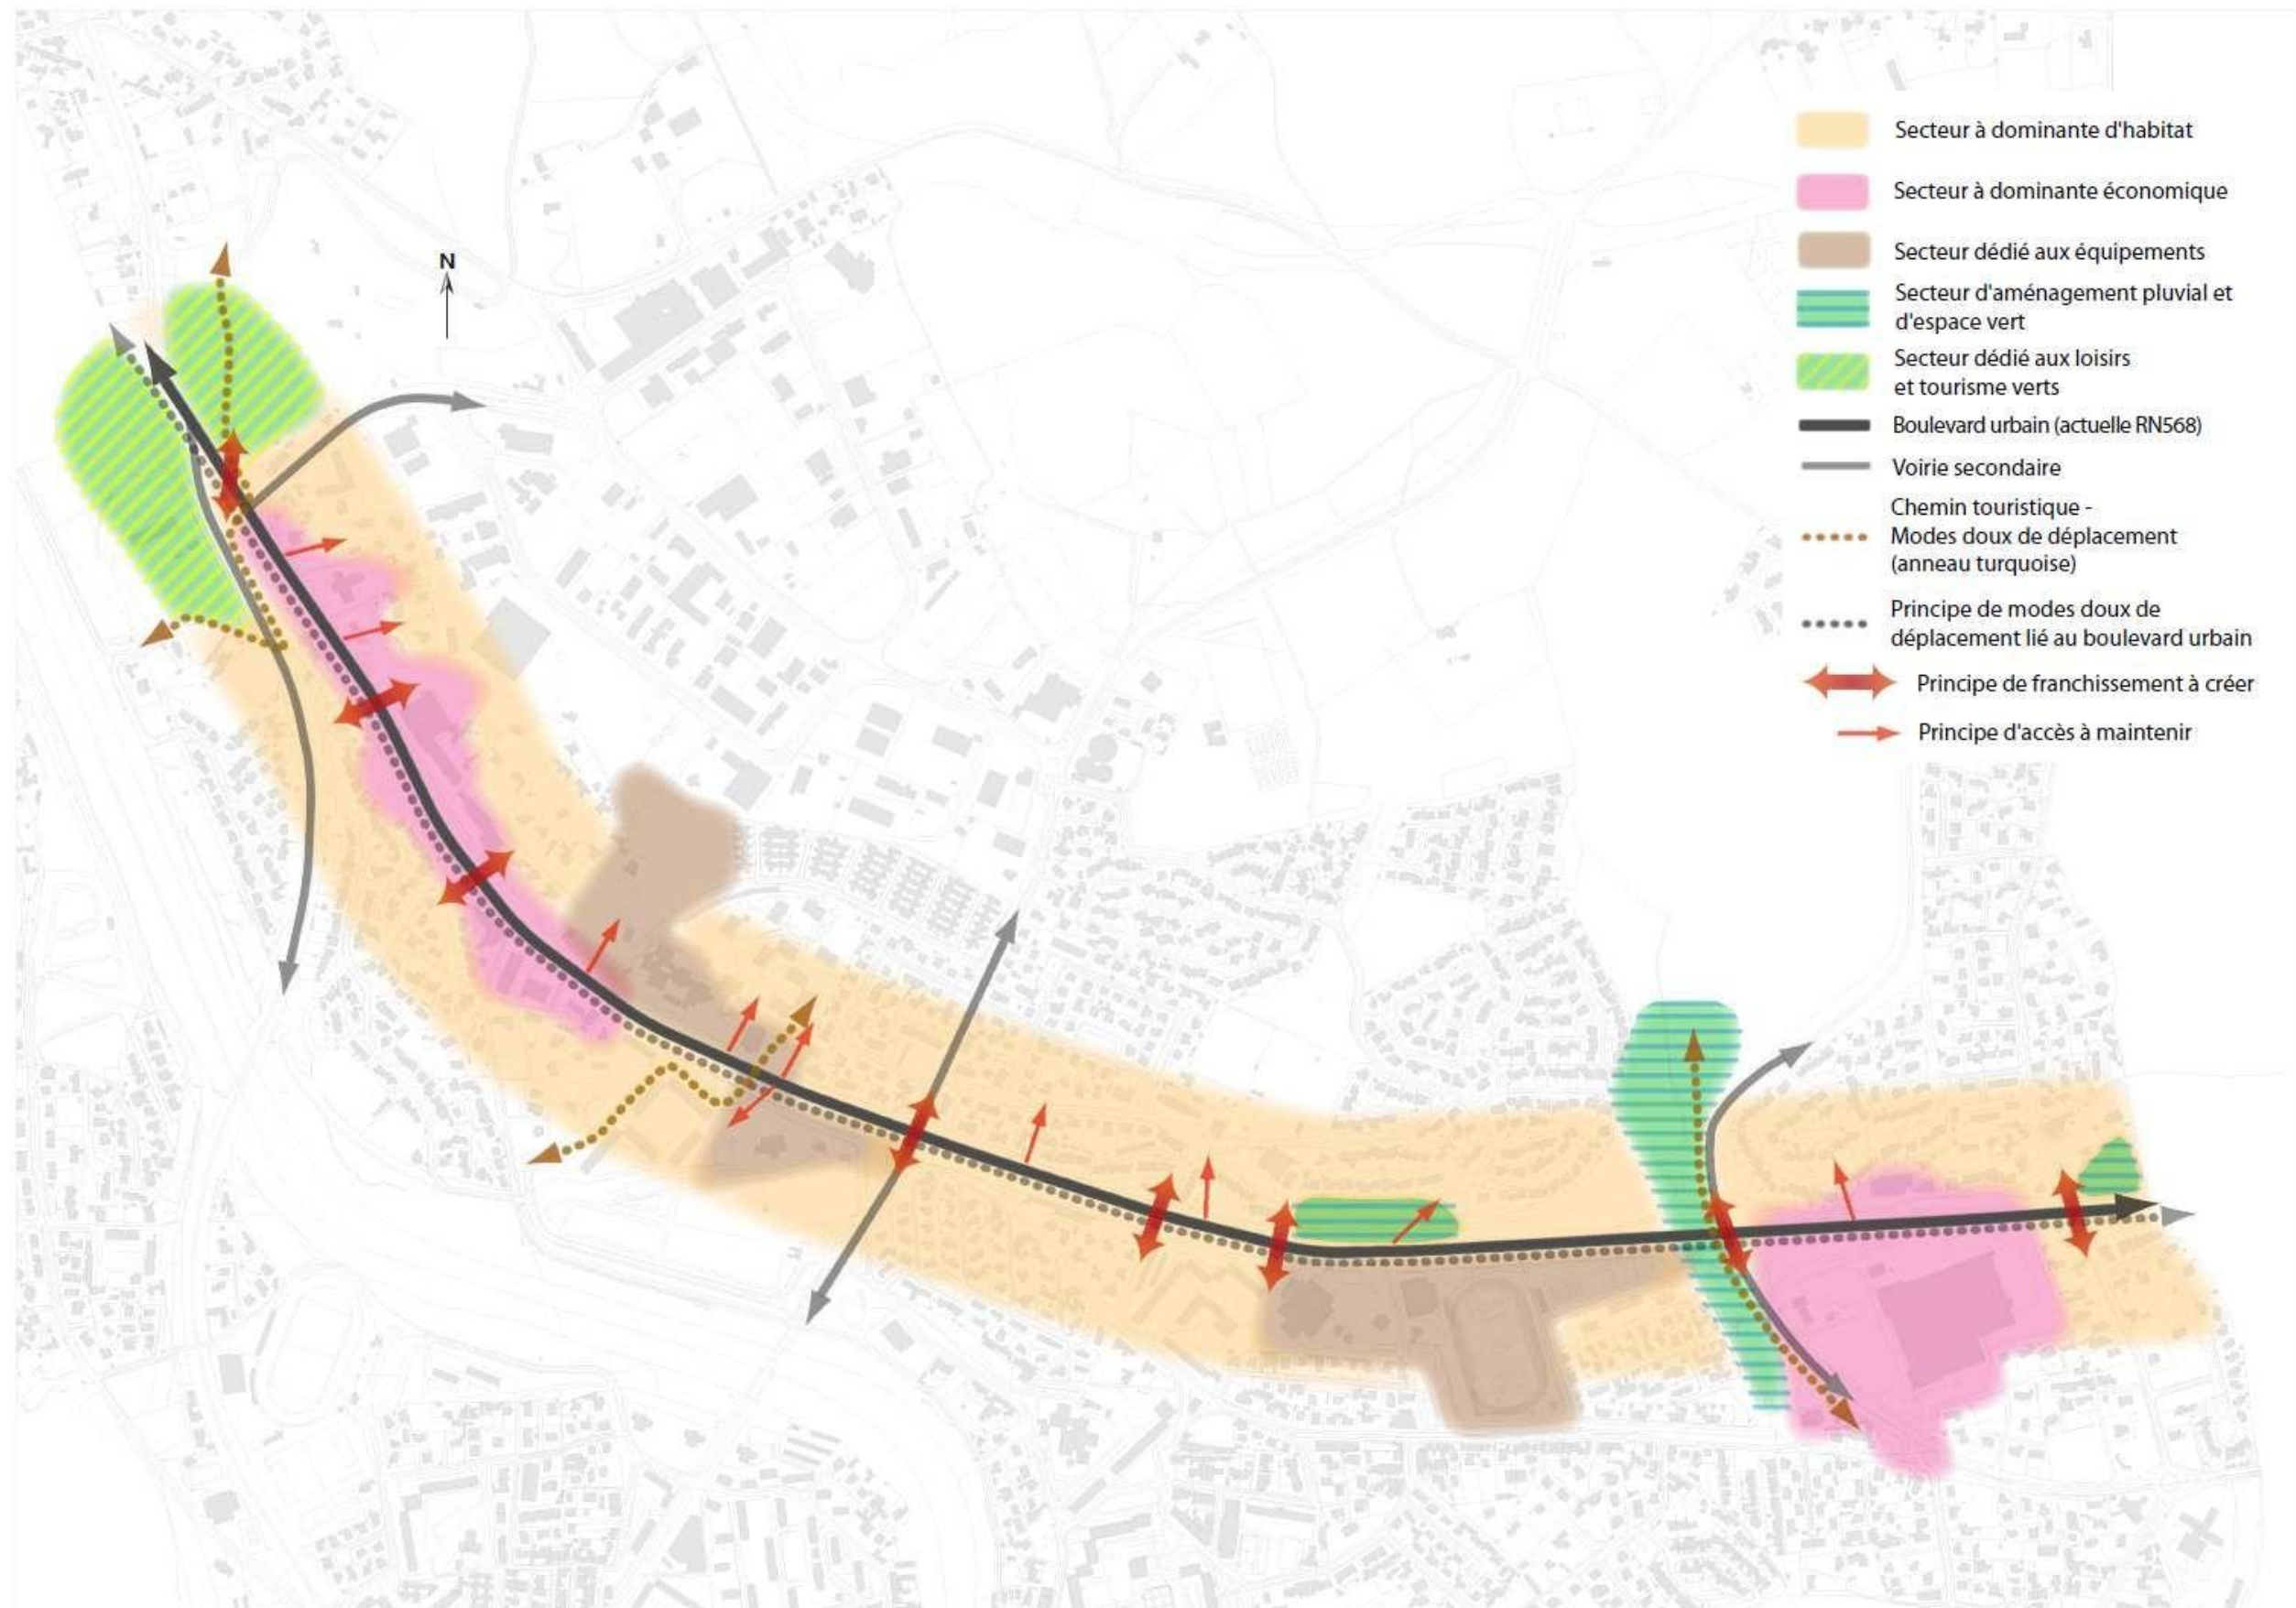 N
Secteur à dominante d'habitat
Secteur à dominante économique
Secteur dédié aux équipements
Secteur d'aménagement pluvial et
d'espace vert
Secteur dédié aux loisirs
et tourisme verts
Boulevard urbain (actuelle RN568)
Voirie secondaire
Chemin touristique -
Modes doux de déplacement
(anneau turquoise)
Principe de modes doux de
déplacement lié au boulevard urbain
Principe de franchissement à créer
Principe d'accès à maintenir